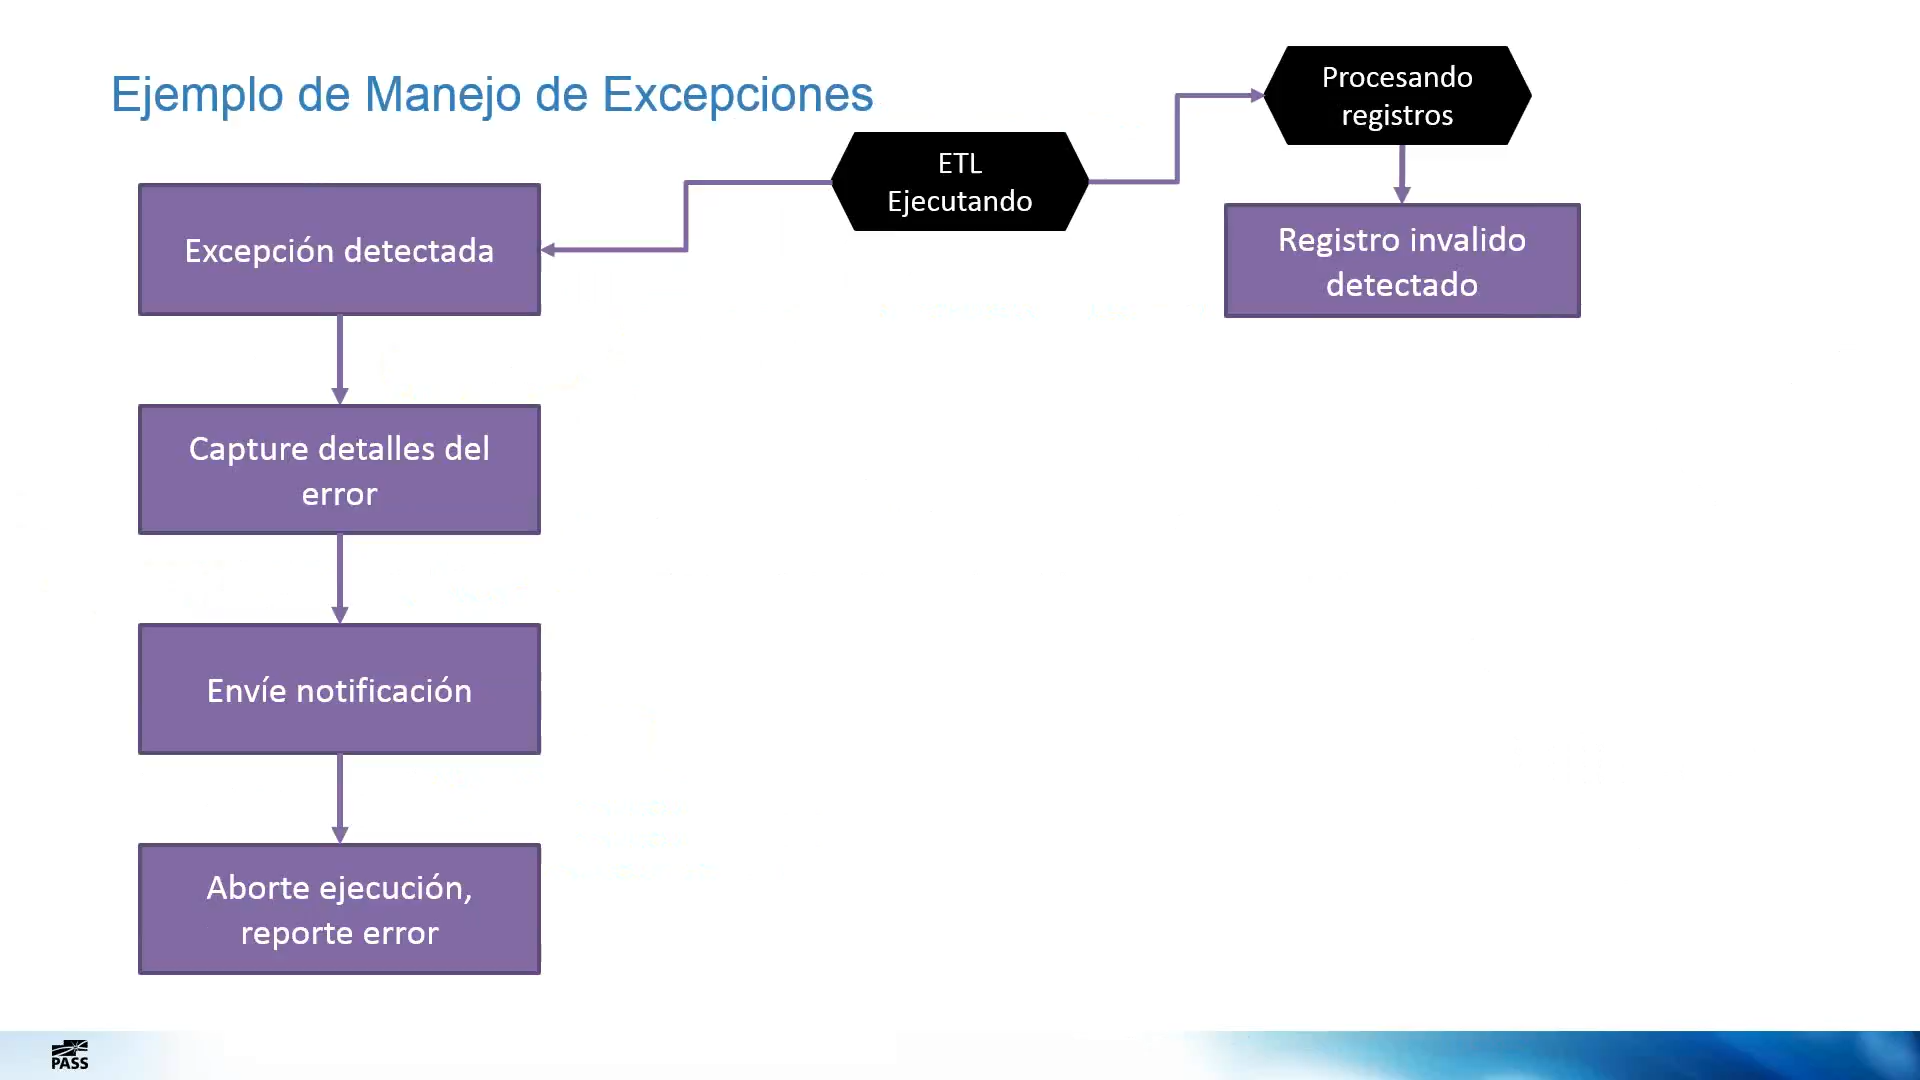 Ejemplo de Manejo de Excepciones
Procesando
registros
ETL
Ejecutando
Excepción detectada
Registro invalido
detectado
Capture detalles del
error
Envíe notificación
Aborte ejecución,
reporte error
PASS